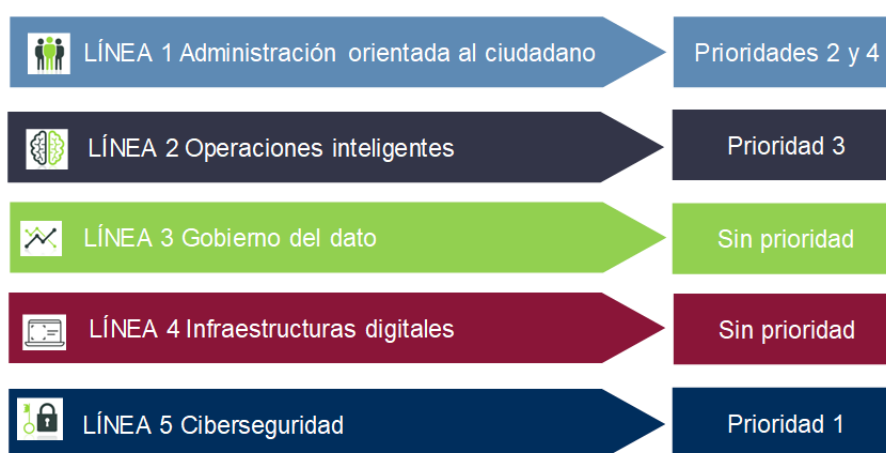 LÍNEA 1 Administración orientada al ciudadano
Prioridades 2 y 4
LÍNEA 2 Operaciones inteligentes
Prioridad 3
LÍNEA 3 Gobierno del dato
Sin prioridad
LÍNEA 4 Infraestructuras digitales
Sin prioridad
LÍNEA 5 Ciberseguridad
Prioridad 1